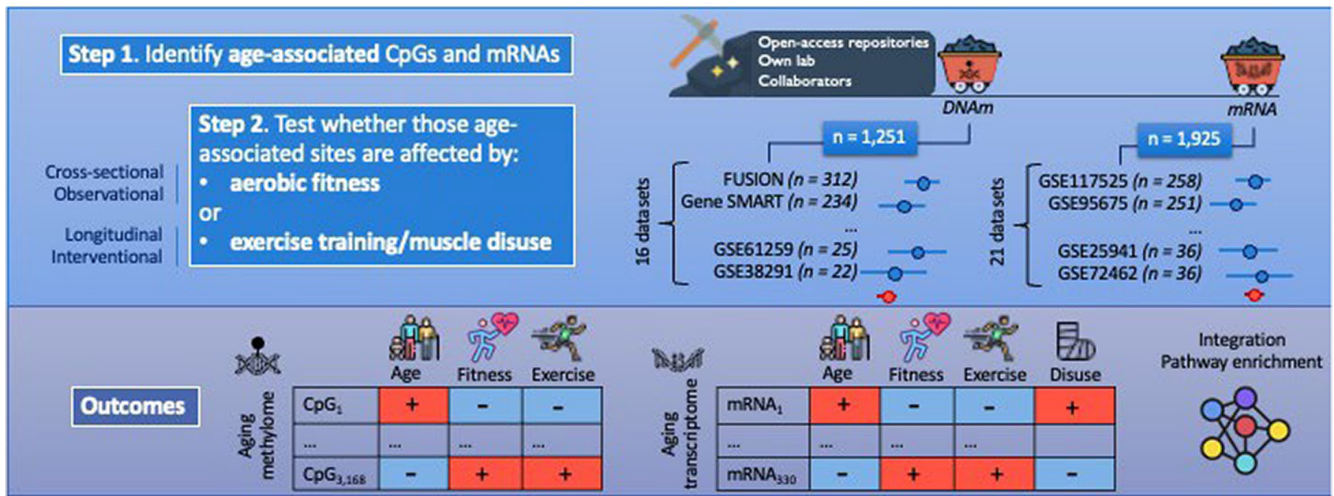 Step 1. Identify age-associated CpGs and mRNAs
Step 2. Test whether those age-
associated sites are affected by:
• aerobic fitness
or
• exercise training/muscle disuse
Cross-sectional
Observational
Longitudinal
Interventional
Open-access repositories
Own lab
Collaborators
DNAm
mRNA
n = 1,251
n = 1,925
16 datasets
FUSION (n = 312)
Gene SMART (n = 234)
...
GSE61259 (n = 25)
GSE38291 (n = 22)
21 datasets
GSE117525 (n = 258)
GSE95675 (n = 251)
...
GSE25941 (n = 36)
GSE72462 (n = 36)
Outcomes
Aging
methylome
Age Fitness Exercise
CpG1 + - -
... ... ... ...
CpG3,168 - + +
Aging
transcriptome
Age Fitness Exercise Disuse
mRNA1 + - - +
... ... ... ...
mRNA330 - + + -
Integration
Pathway enrichment